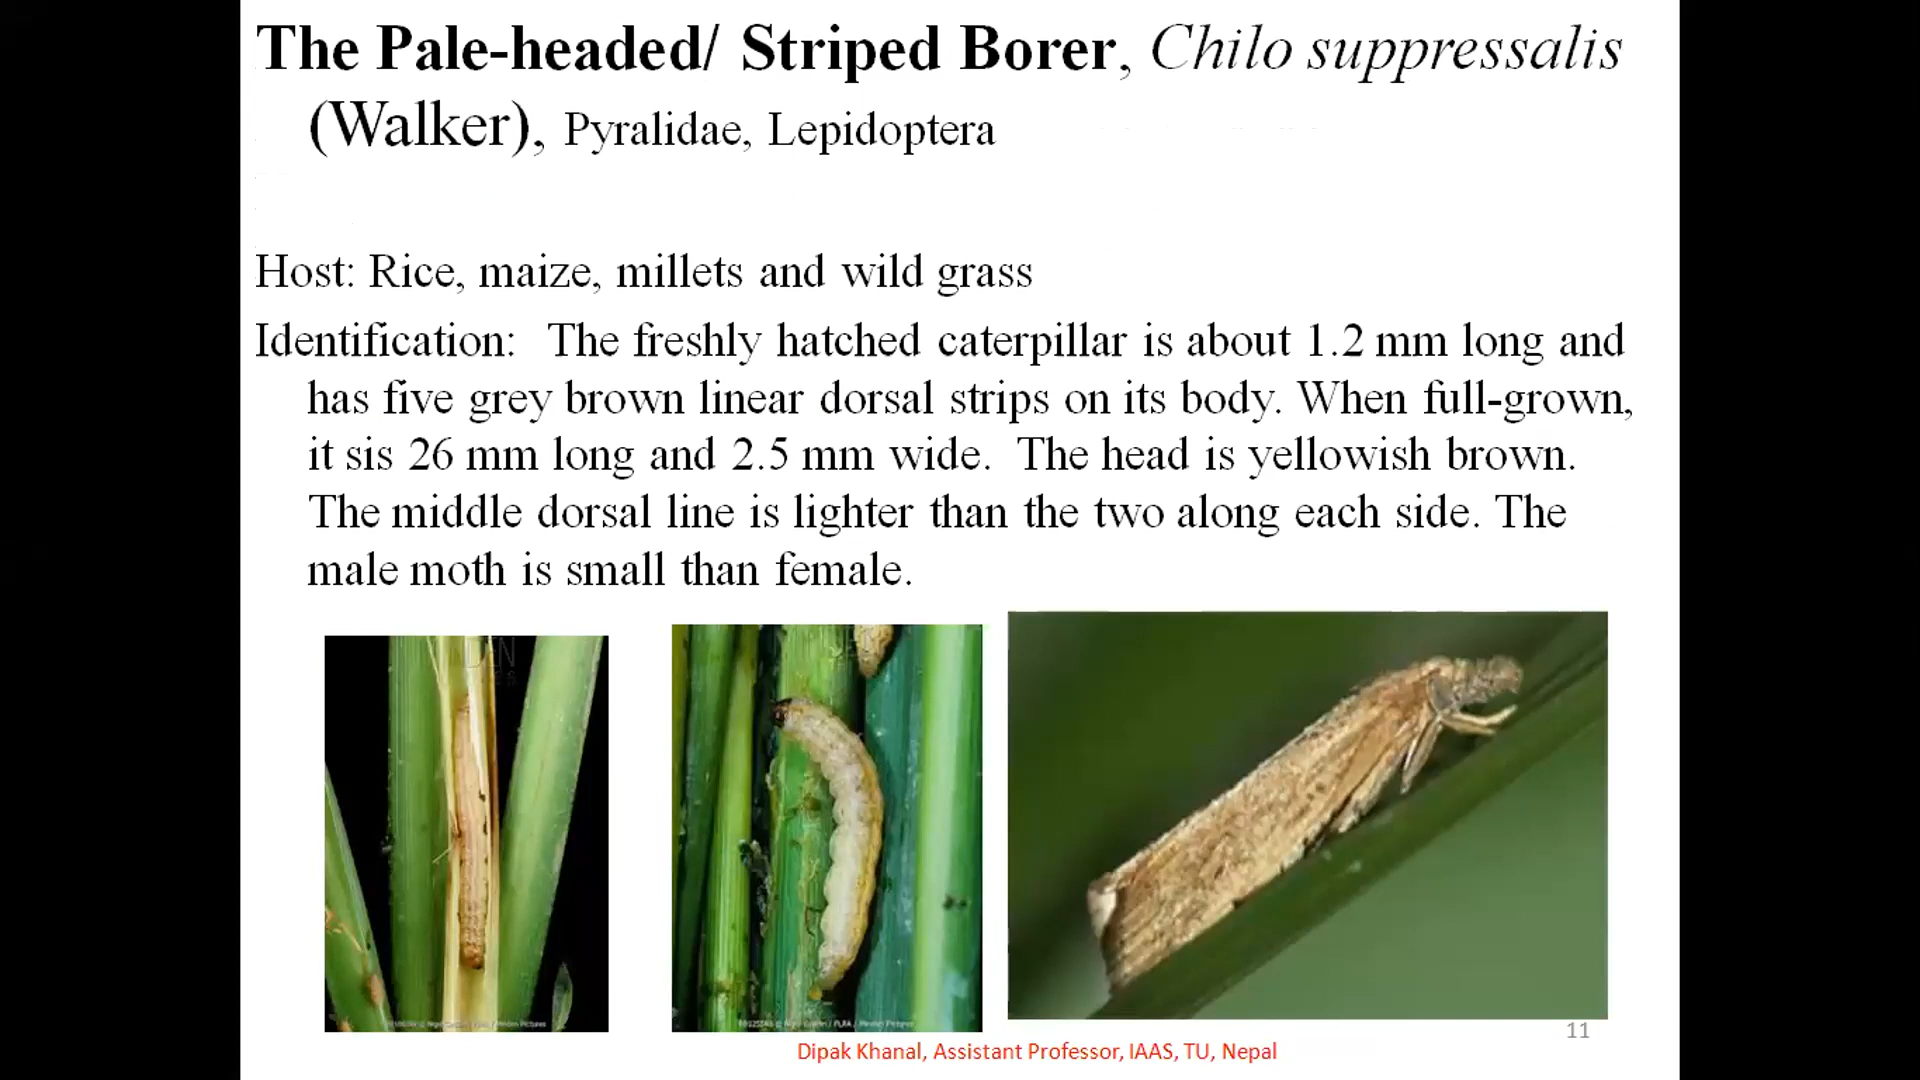 The Pale-headed/ Striped Borer, Chilo suppressalis
(Walker), Pyralidae, Lepidoptera
Host: Rice, maize, millets and wild grass
Identification: The freshly hatched caterpillar is about 1.2 mm long and
has five grey brown linear dorsal strips on its body. When full-grown,
it sis 26 mm long and 2.5 mm wide. The head is yellowish brown.
The middle dorsal line is lighter than the two along each side. The
male moth is small than female.
11
Dipak Khanal, Assistant Professor, IAAS, TU, Nepal